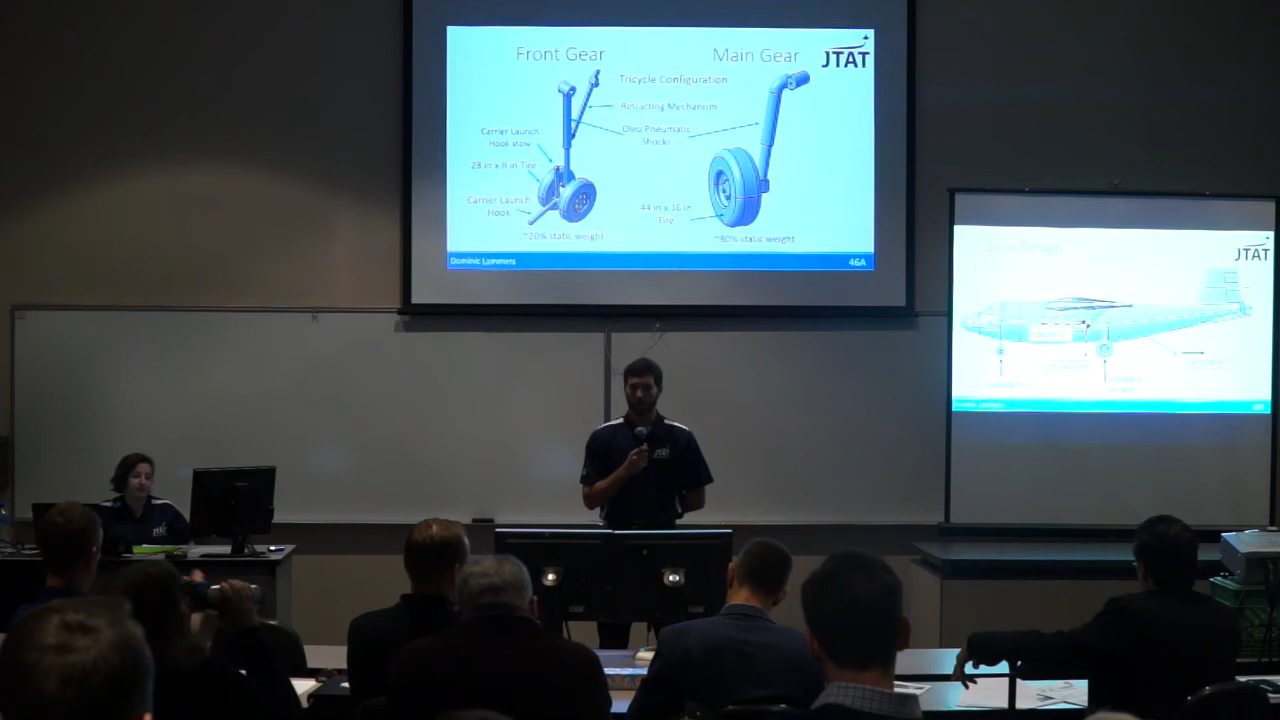 Front Gear
Main Gear
JTAT
Tricycle Configuration
Retracting Mechanism
Oleo Pneumatic
Shocks
Carrier Launch
Hook stow
28 in x 8 in Tire
Carrier Launch
Hook
44 in x 16 in
Tire
~20% static weight
~80% static weight
Dominic Lammers
46A
Design
JTAT